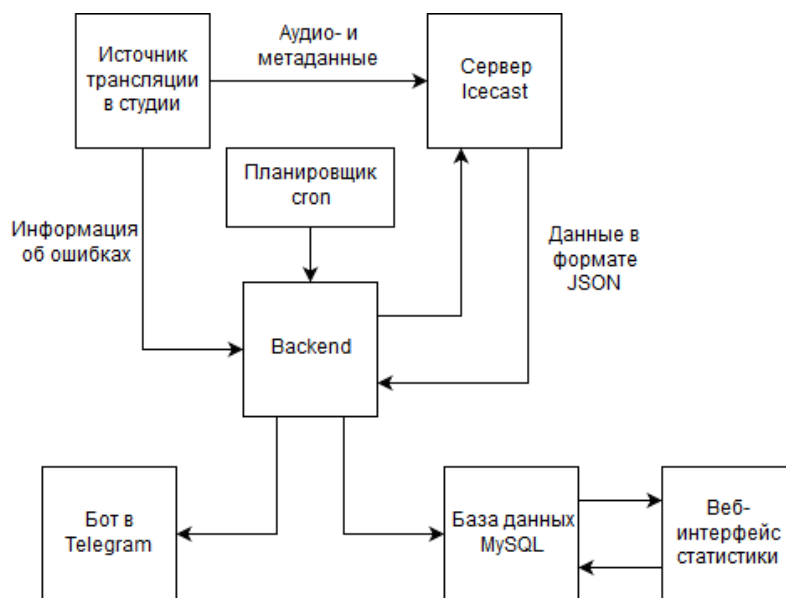 Источник
трансляции
в студии
Аудио- и
метаданные
Сервер
Icecast
Планировщик
cron
Информация
об ошибках
Данные в
формате
JSON
Backend
Бот в
Telegram
База данных
MySQL
Веб-
интерфейс
статистики